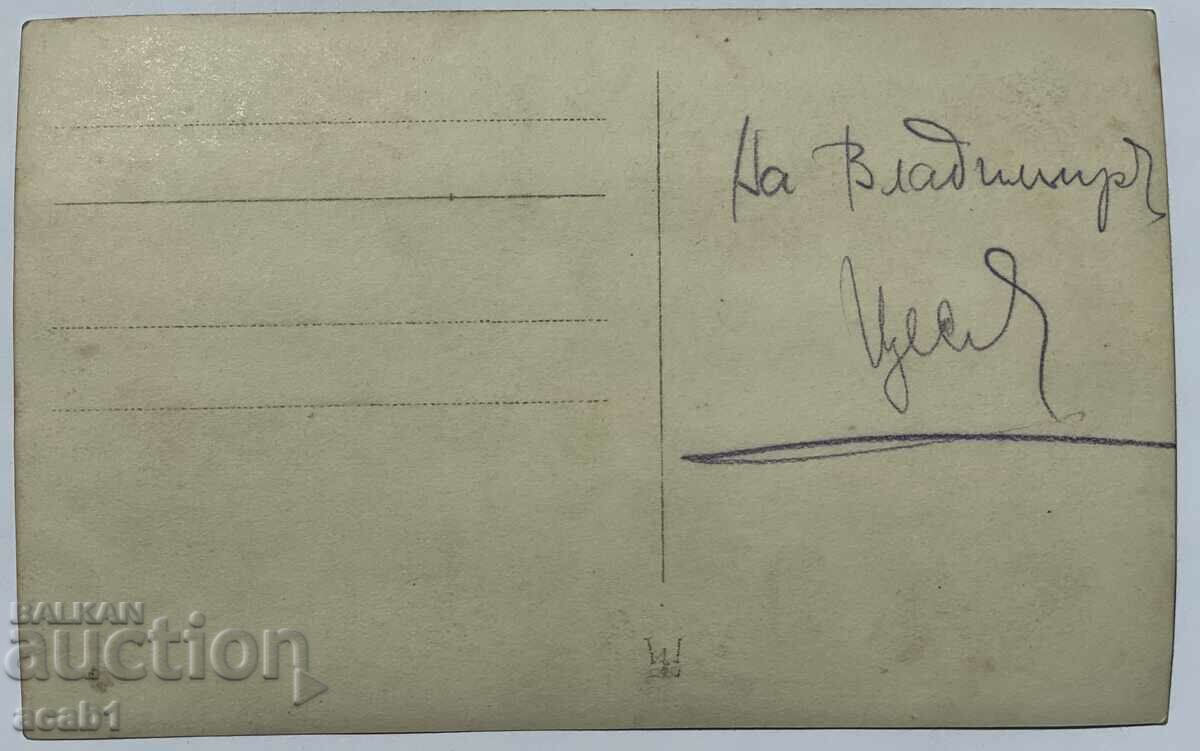 На Владимиръ
BALKAN
auction
acab1